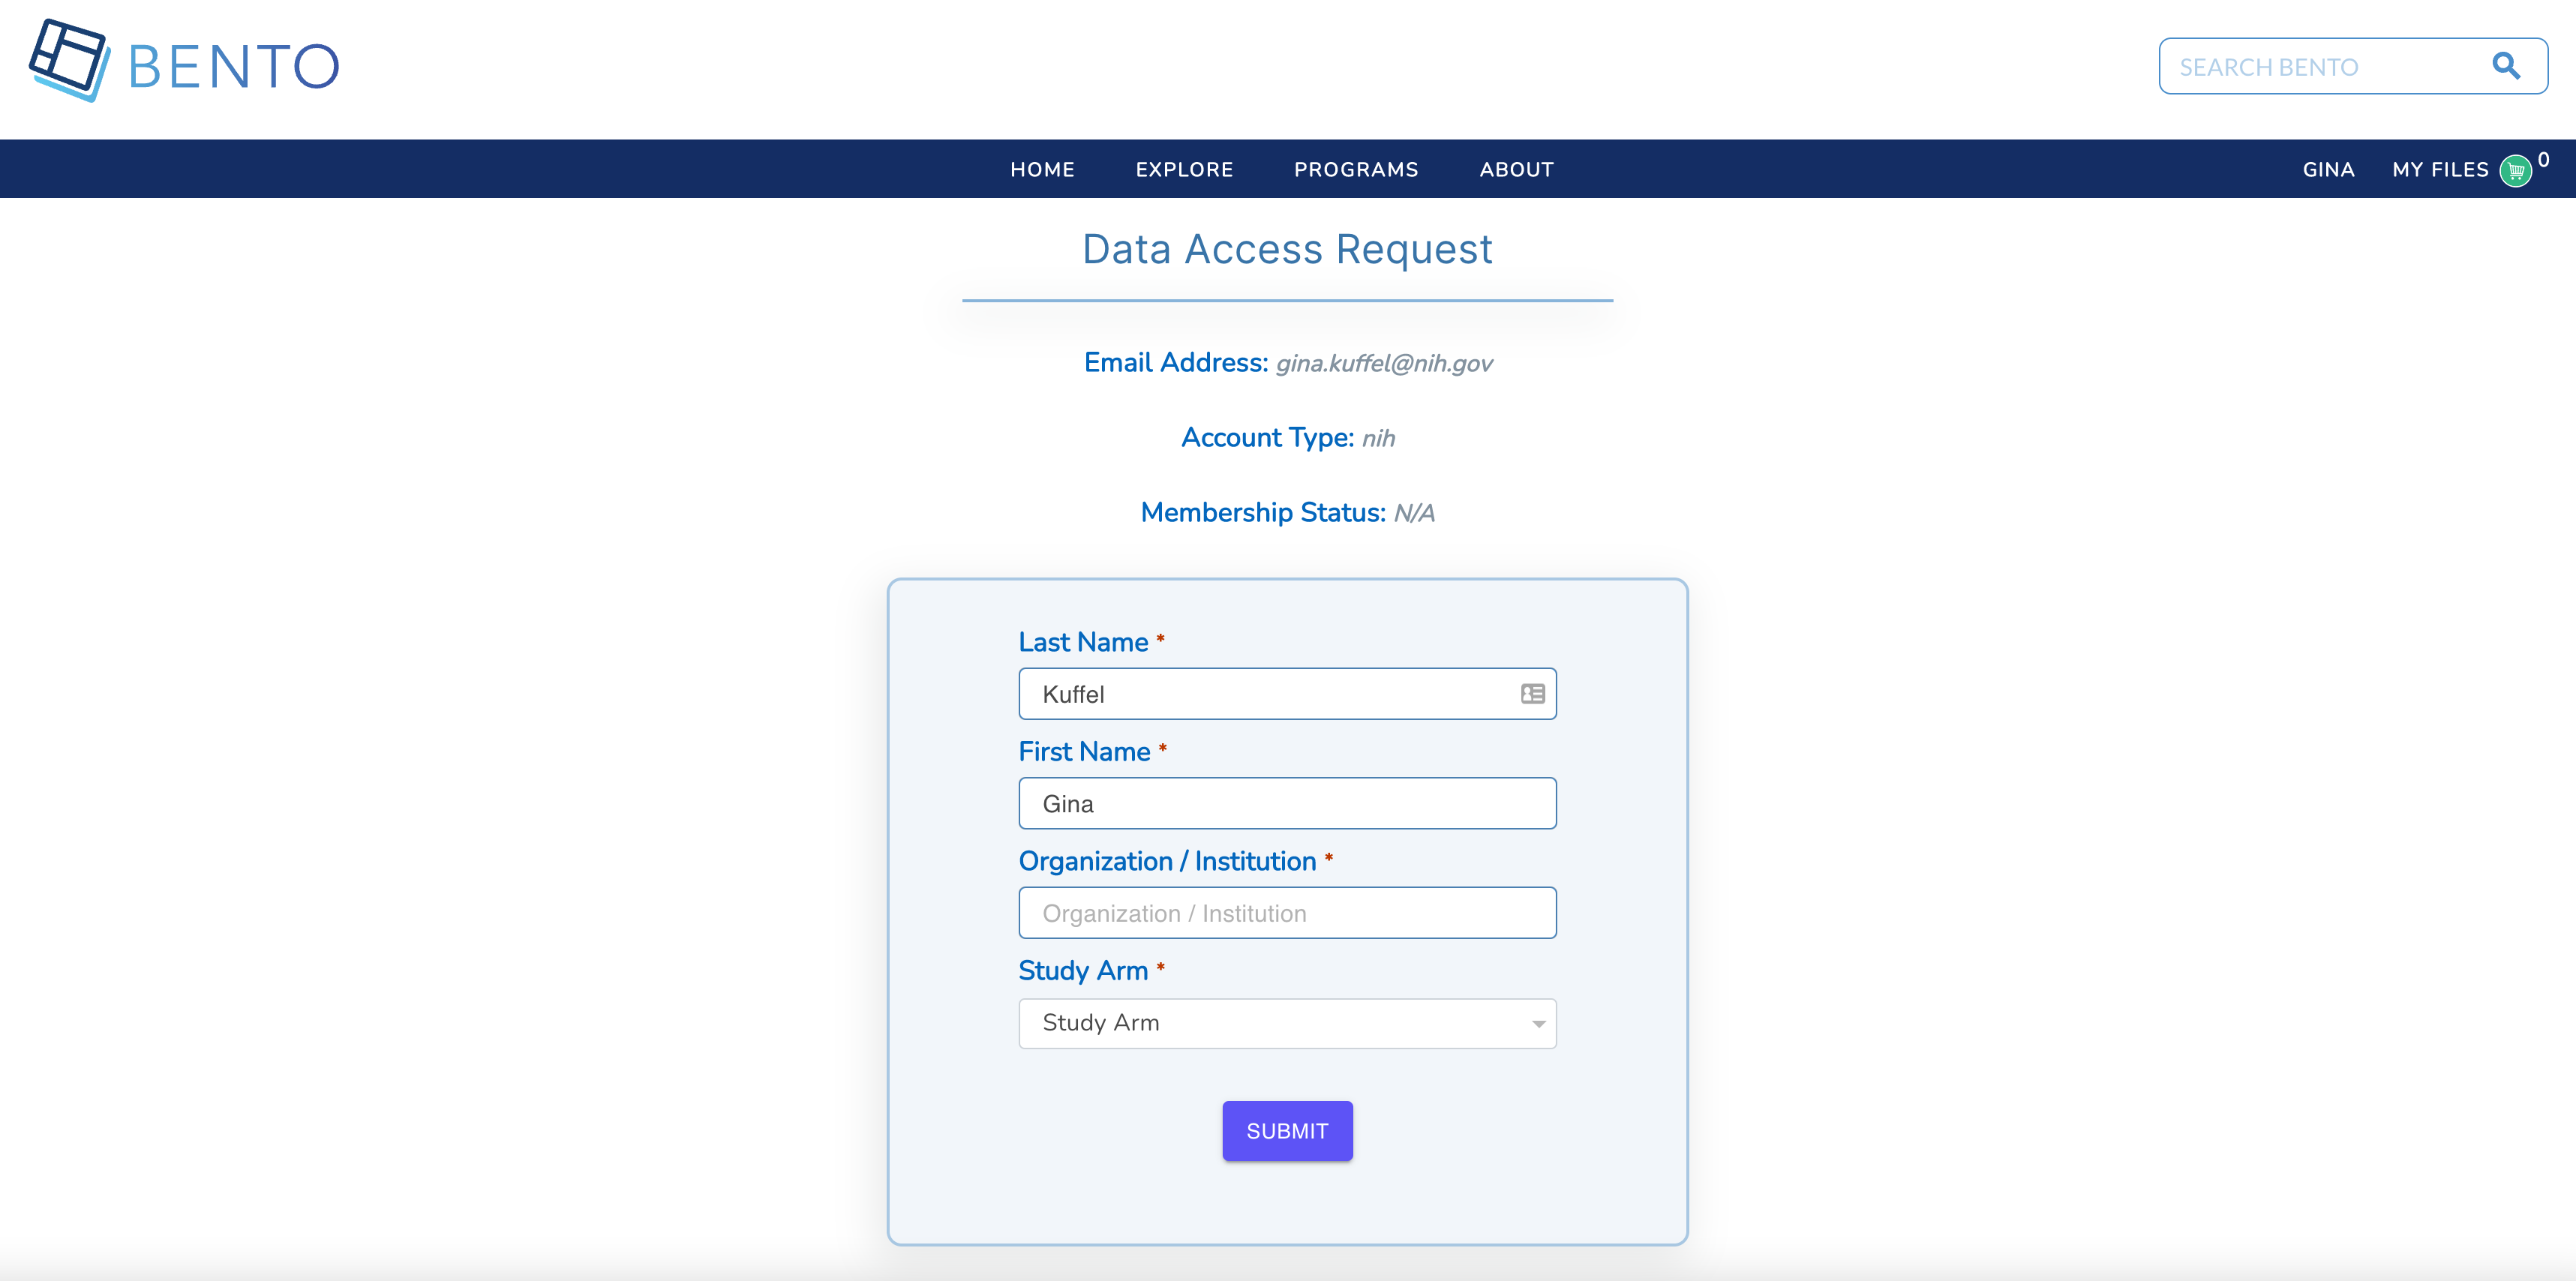 BENTO
SEARCH BENTO
HOME EXPLORE PROGRAMS ABOUT GINA MY FILES 0
Data Access Request
Email Address: gina.kuffel@nih.gov
Account Type: nih
Membership Status: N/A
Last Name *
Kuffel
First Name *
Gina
Organization / Institution *
Organization / Institution
Study Arm *
Study Arm
SUBMIT